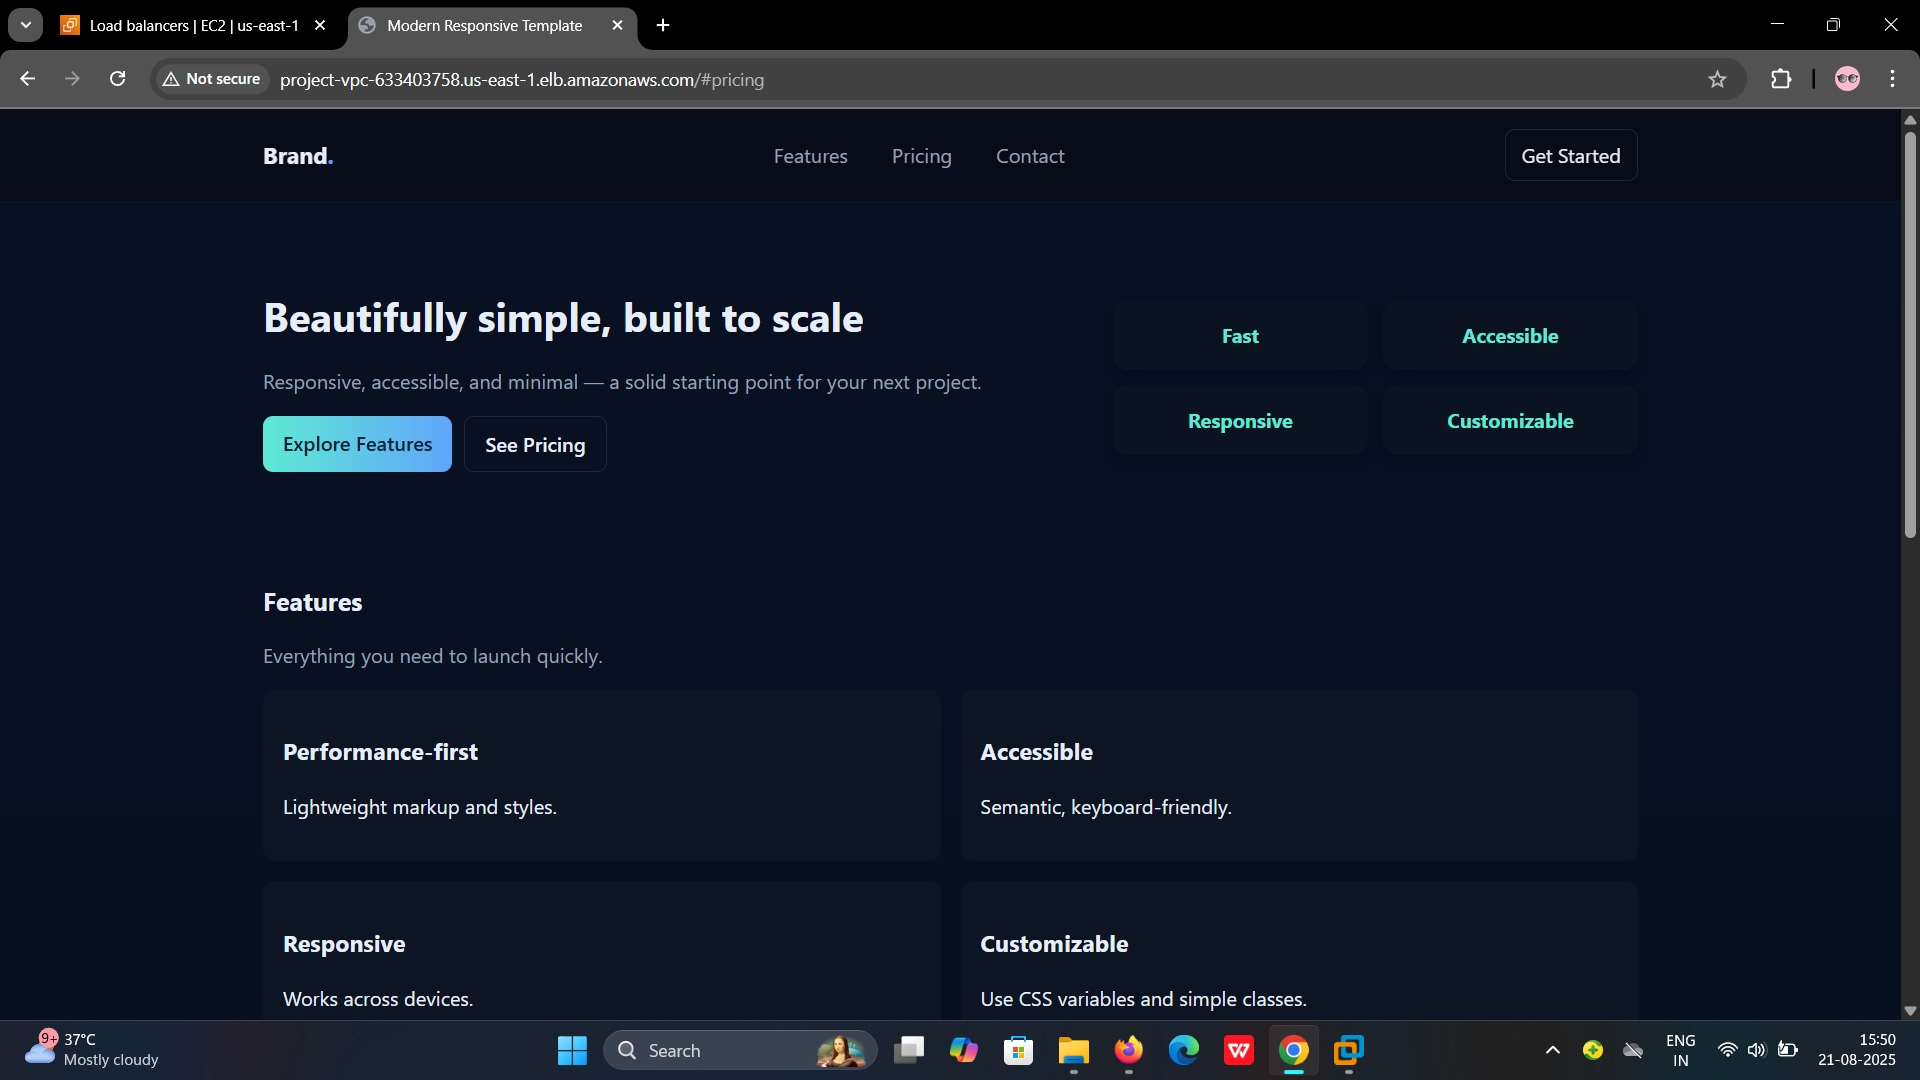 Load balancers | EC2 | us-east-1
Modern Responsive Template
Not secure
project-vpc-633403758.us-east-1.elb.amazonaws.com/#pricing
Brand.
Features
Pricing
Contact
Get Started
Beautifully simple, built to scale
Responsive, accessible, and minimal — a solid starting point for your next project.
Explore Features
See Pricing
Fast
Accessible
Responsive
Customizable
Features
Everything you need to launch quickly.
Performance-first
Lightweight markup and styles.
Accessible
Semantic, keyboard-friendly.
Responsive
Works across devices.
Customizable
Use CSS variables and simple classes.
9+
37°C
Mostly cloudy
Search
W
ENG
IN
15:50
21-08-2025